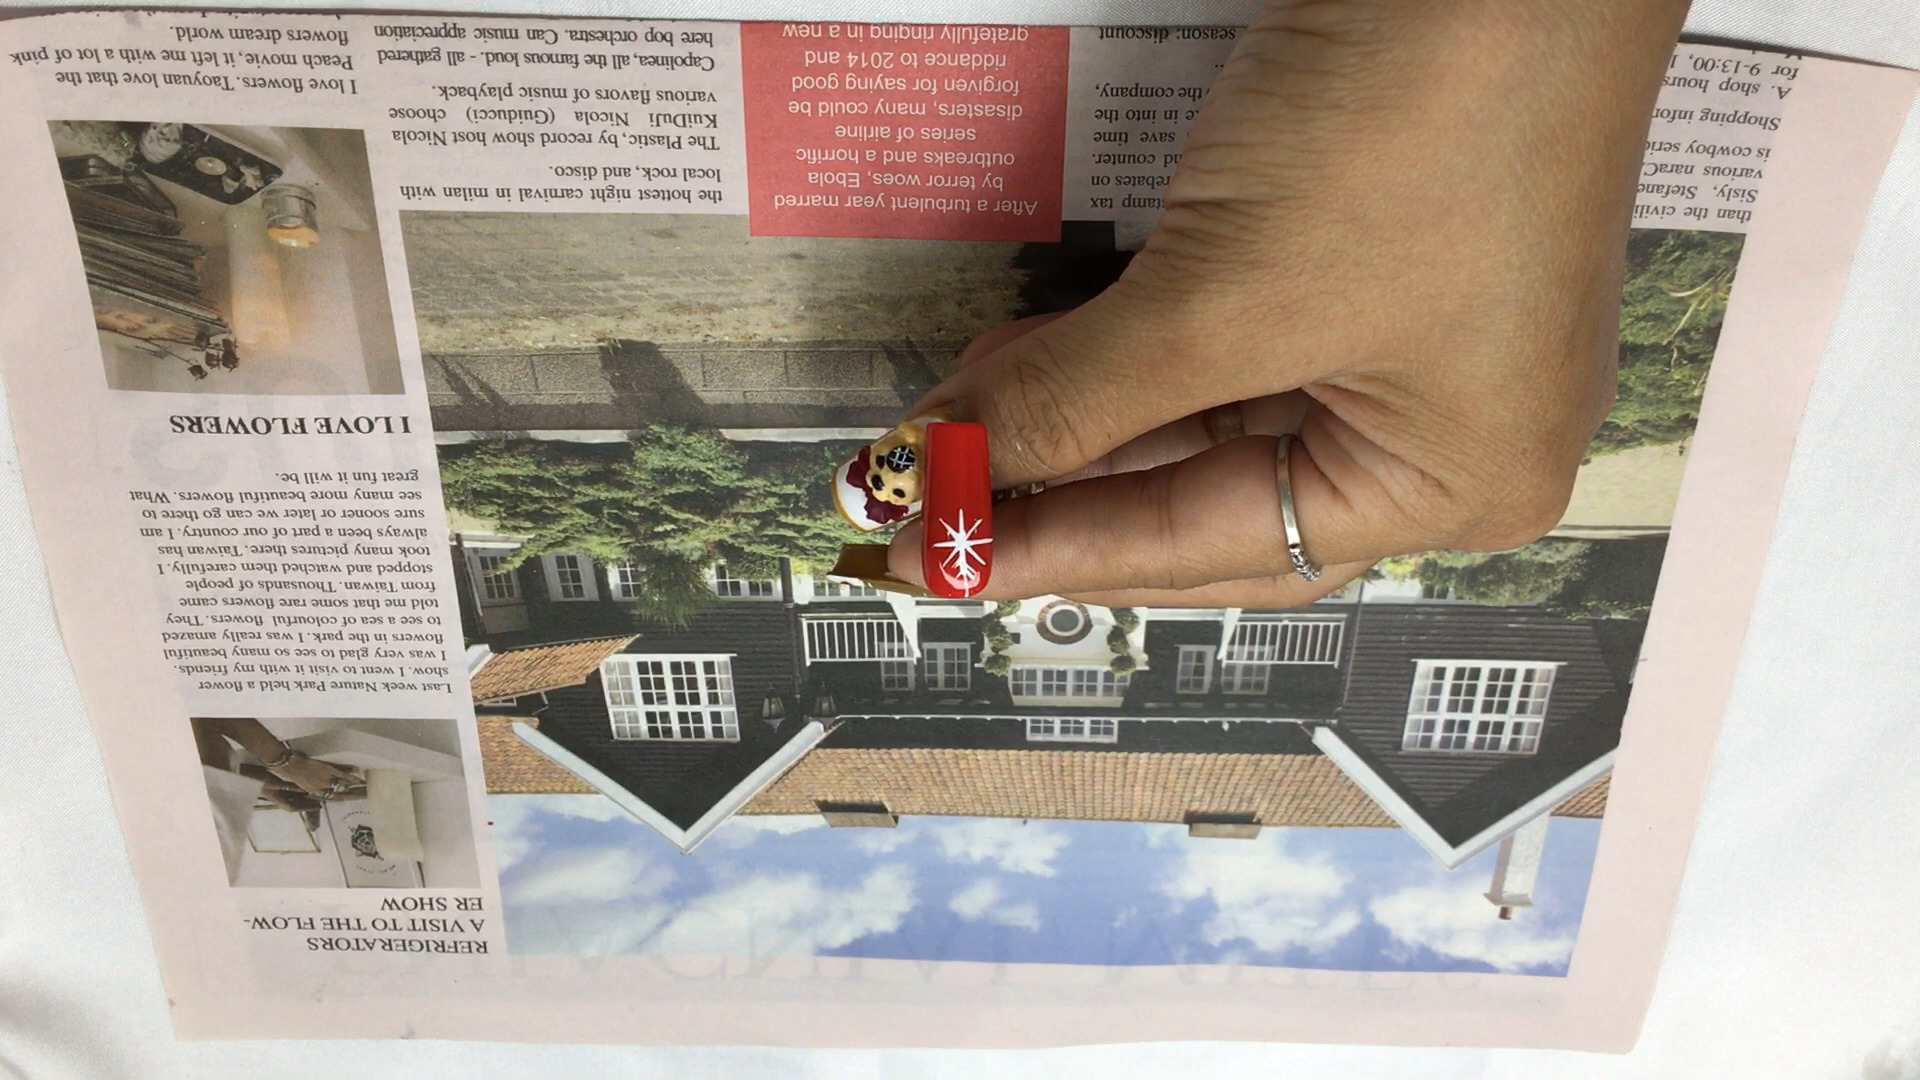 REFRIGERATORS
A VISIT TO THE FLOW-
ER SHOW
Last week Nature Park held a flower
show. I went to visit it with my friends.
I was very glad to see so many beautiful
flowers in the park. I was really amazed
to see a sea of colourful flowers. They
told me that some rare flowers came
from Taiwan. Thousands of people
stopped and watched them carefully. I
took many pictures there. Taiwan has
always been a part of our country. I am
sure sooner or later we can go there to
see many more beautiful flowers. What
great fun it will be.
I LOVE FLOWERS
I love flowers. Taoyuan love that the
Peach movie, it left me with a lot of pink
flowers dream world.
the hottest night carnival in milan with
local rock, and disco.
The Plastic, by record show host Nicola
KuiDuJi Nicola (Guiducci) choose
various flavors of music playback.
Capolinea, all the famous loud. - all gathered
here bop orchestra. Can music appreciation
After a turbulent year marred
by terror woes, Ebola
outbreaks and a horrific
series of airline
disasters, many could be
forgiven for saying good
riddance to 2014 and
gratefully ringing in a new
stamp tax
rebates on
and counter.
save time
in into the
the company,
season: discount
than the
Sisly,
various
is cowboy
Shopping
A. shop hours
for 9-13:00,